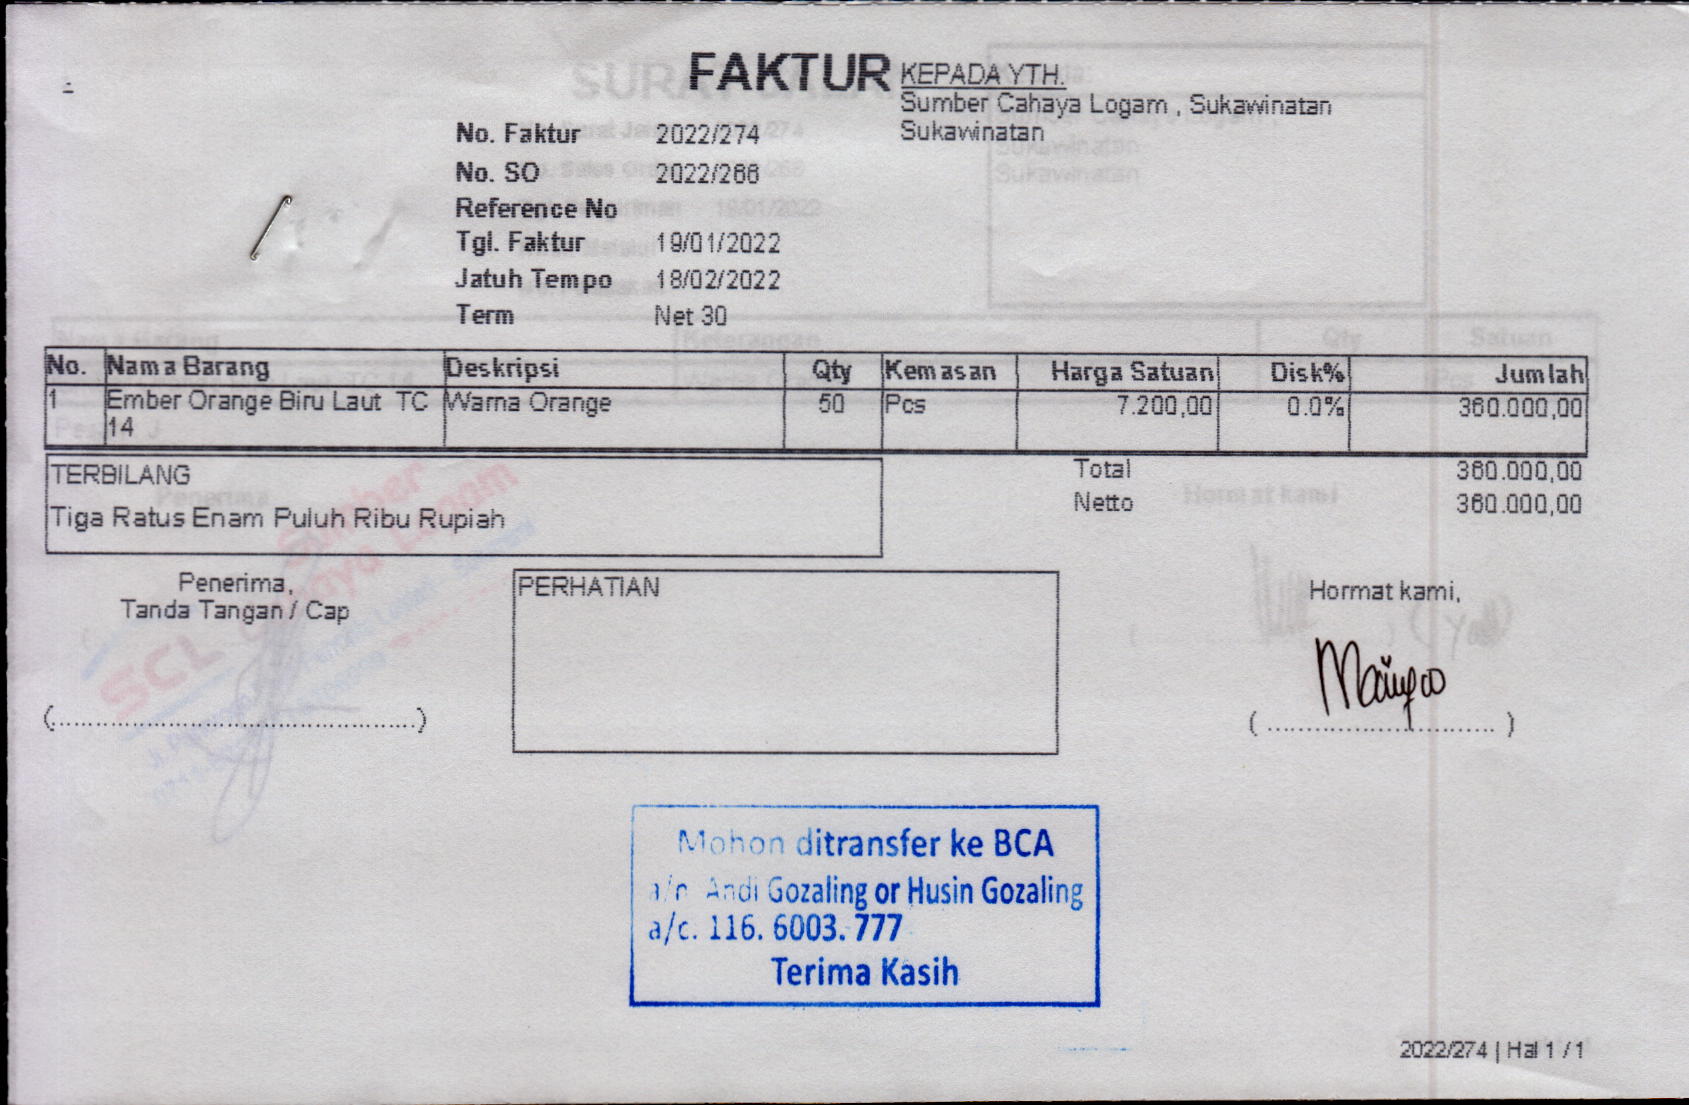 FAKTUR
KEPADA YTH.
Sumber Cahaya Logam , Sukawinatan
Sukawinatan
No. Faktur 2022/274
No. SO 2022/268
Reference No
Tgl. Faktur 19/01/2022
Jatuh Tempo 18/02/2022
Term Net 30
No. Nama Barang Deskripsi Qty Kemasan Harga Satuan Disk% Jumlah
1 Ember Orange Biru Laut TC Warna Orange 50 Pcs 7.200,00 0.0% 360.000,00
14
TERBILANG
Tiga Ratus Enam Puluh Ribu Rupiah
Total 360.000,00
Netto 360.000,00
Penerima,
Tanda Tangan / Cap
(.................................................)
PERHATIAN
Hormat kami,
( .............................. )
Mohon ditransfer ke BCA
a/n Andi Gozaling or Husin Gozaling
a/c. 116. 6003. 777
Terima Kasih
2022/274 | Hal 1 / 1